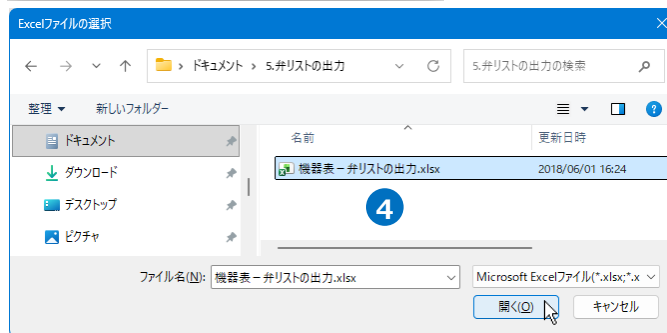 Excelファイルの選択
ドキュメント › 5.弁リストの出力
5.弁リストの出力の検索
整理 新しいフォルダー
名前 更新日時
ドキュメント
ダウンロード
デスクトップ
ピクチャ
機器表－弁リストの出力.xlsx 2018/06/01 16:24
4
ファイル名(N): 機器表－弁リストの出力.xlsx Microsoft Excelファイル(*.xlsx;*.x
開く(O) キャンセル